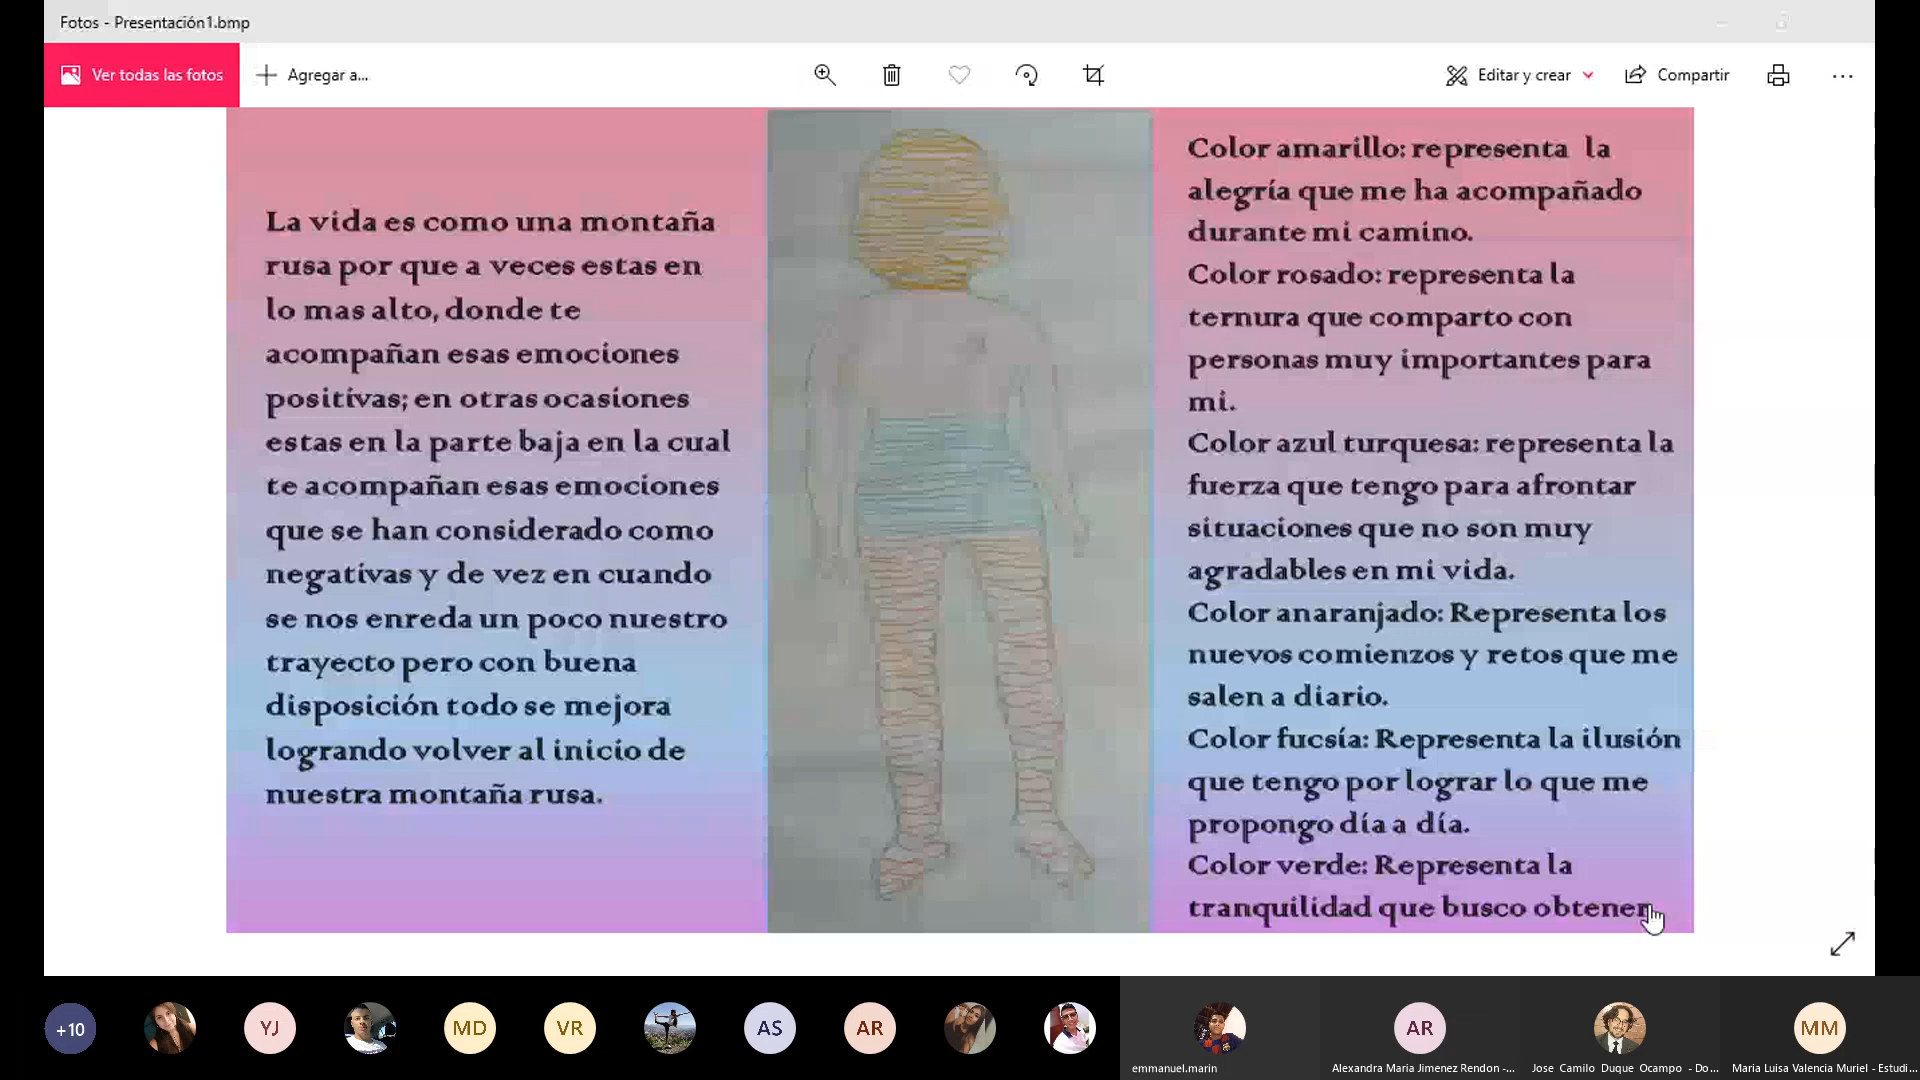 Fotos - Presentación1.bmp
Ver todas las fotos
Agregar a...
Editar y crear
Compartir
La vida es como una montaña
rusa por que a veces estas en
lo mas alto, donde te
acompañan esas emociones
positivas; en otras ocasiones
estas en la parte baja en la cual
te acompañan esas emociones
que se han considerado como
negativas y de vez en cuando
se nos enreda un poco nuestro
trayecto pero con buena
disposición todo se mejora
logrando volver al inicio de
nuestra montaña rusa.
Color amarillo: representa la
alegría que me ha acompañado
durante mi camino.
Color rosado: representa la
ternura que comparto con
personas muy importantes para
mi.
Color azul turquesa: representa la
fuerza que tengo para afrontar
situaciones que no son muy
agradables en mi vida.
Color anaranjado: Representa los
nuevos comienzos y retos que me
salen a diario.
Color fucsía: Representa la ilusión
que tengo por lograr lo que me
propongo día a día.
Color verde: Representa la
tranquilidad que busco obtener
+10
YJ
MD
VR
AS
AR
emmanuel.marin
AR
Alexandra Maria Jimenez Rendon -...
Jose Camilo Duque Ocampo - Do...
MM
Maria Luisa Valencia Muriel - Estudi...